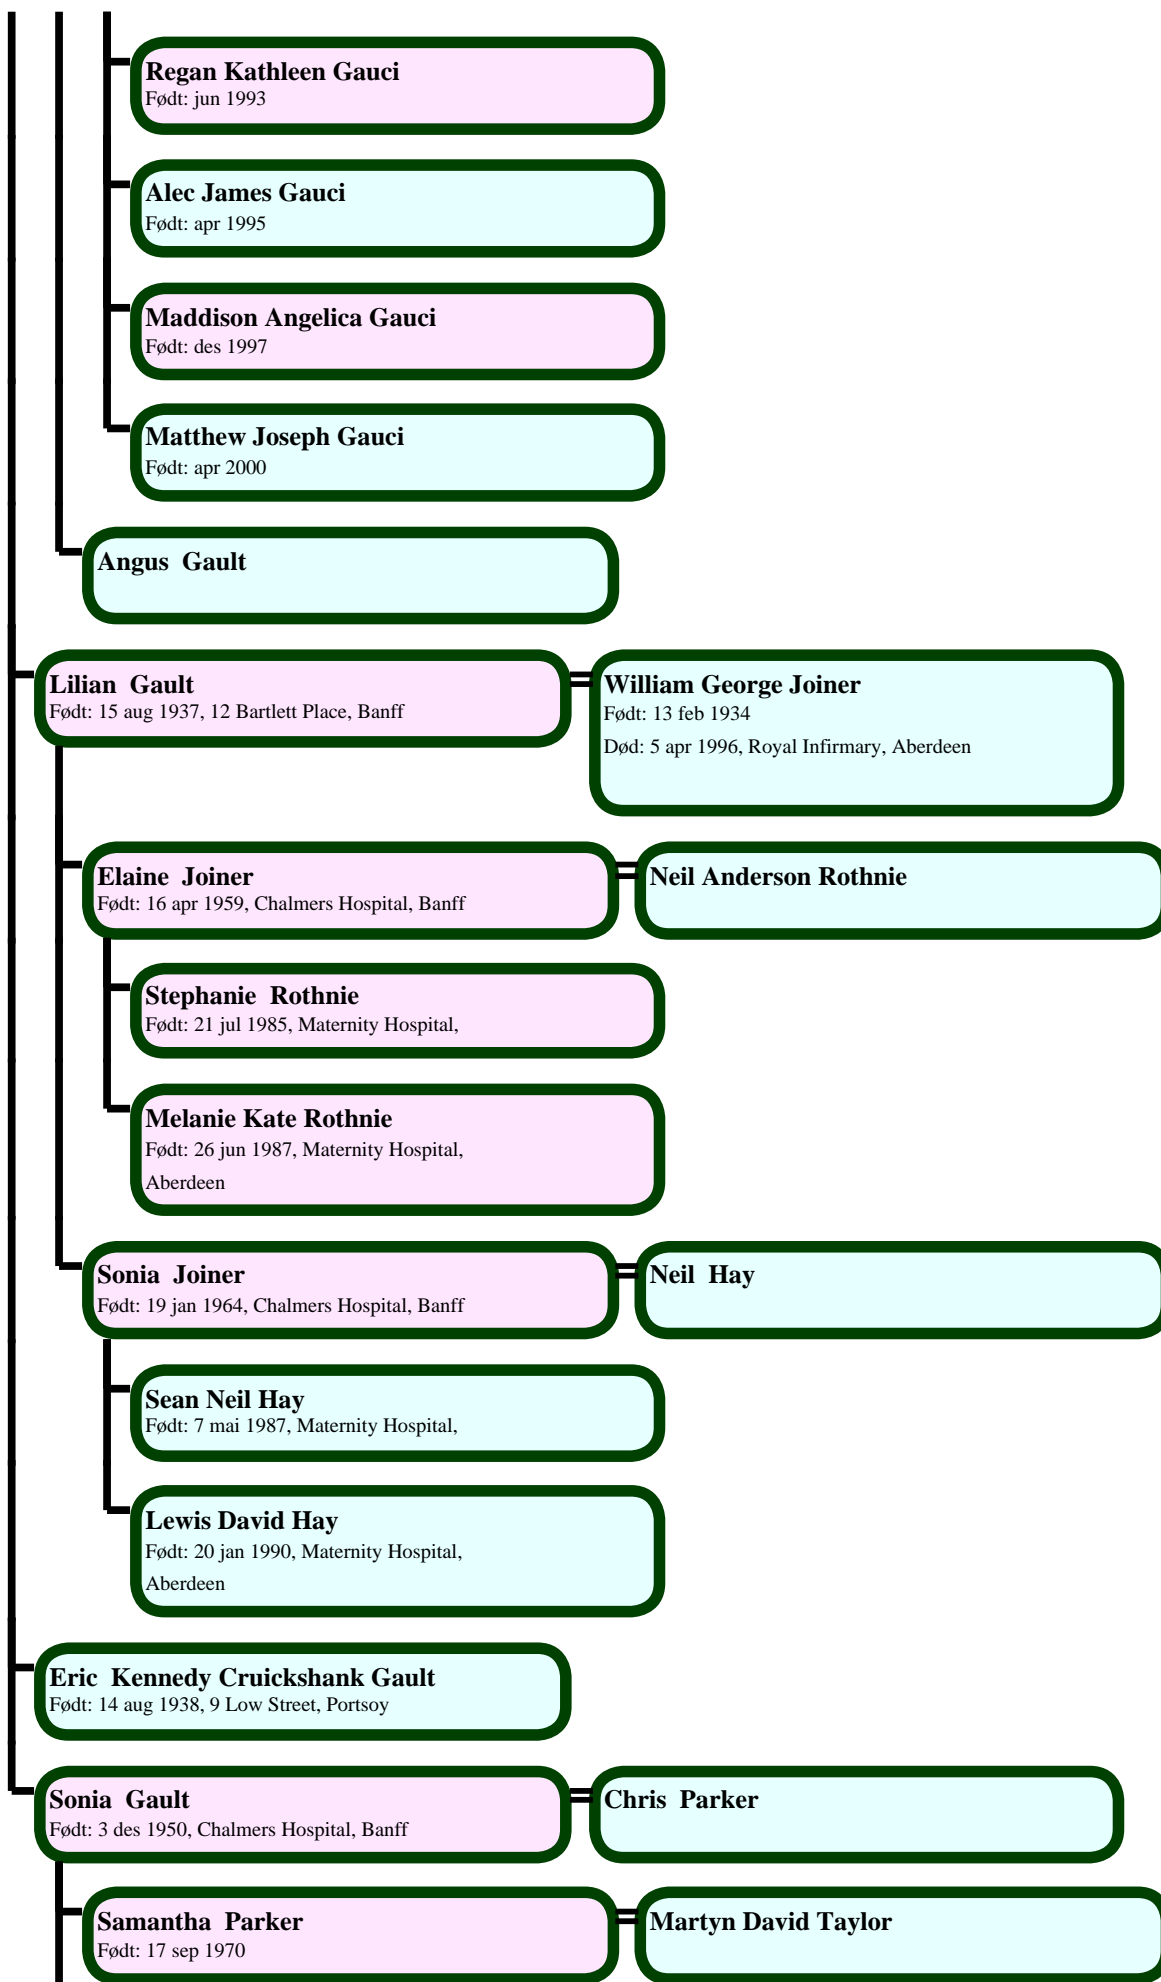 Regan Kathleen Gauci
Født: jun 1993
Alec James Gauci
Født: apr 1995
Maddison Angelica Gauci
Født: des 1997
Matthew Joseph Gauci
Født: apr 2000
Angus Gault
Lilian Gault
Født: 15 aug 1937, 12 Bartlett Place, Banff
William George Joiner
Født: 13 feb 1934
Død: 5 apr 1996, Royal Infirmary, Aberdeen
Elaine Joiner
Født: 16 apr 1959, Chalmers Hospital, Banff
Neil Anderson Rothnie
Stephanie Rothnie
Født: 21 jul 1985, Maternity Hospital,
Melanie Kate Rothnie
Født: 26 jun 1987, Maternity Hospital,
Aberdeen
Sonia Joiner
Født: 19 jan 1964, Chalmers Hospital, Banff
Neil Hay
Sean Neil Hay
Født: 7 mai 1987, Maternity Hospital,
Lewis David Hay
Født: 20 jan 1990, Maternity Hospital,
Aberdeen
Eric Kennedy Cruickshank Gault
Født: 14 aug 1938, 9 Low Street, Portsoy
Sonia Gault
Født: 3 des 1950, Chalmers Hospital, Banff
Chris Parker
Samantha Parker
Født: 17 sep 1970
Martyn David Taylor